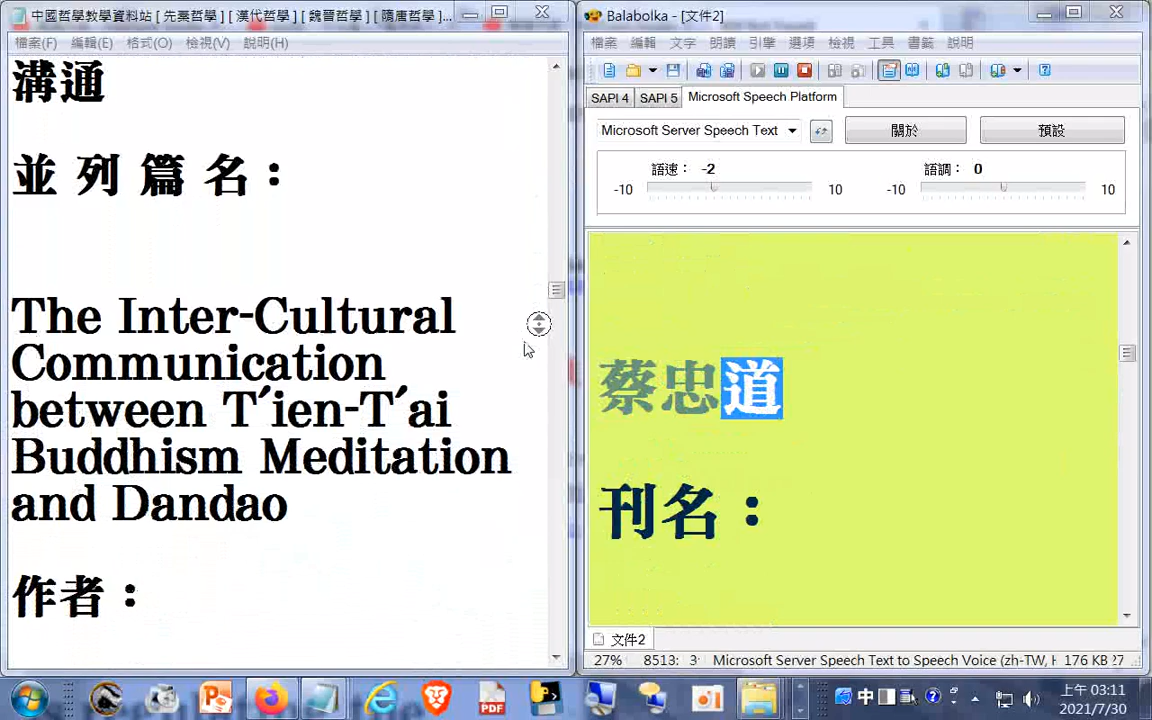 中國哲學教學資料站 [ 先秦哲學 ] [ 漢代哲學 ] [ 魏晉哲學 ] [ 隋唐哲學 ]...
檔案(F) 編輯(E) 格式(O) 檢視(V) 說明(H)
溝通
並 列 篇 名：
The Inter-Cultural
Communication
between T'ien-T'ai
Buddhism Meditation
and Dandao
作者：
Balabolka - [文件2]
檔案 編輯 文字 朗讀 引擎 選項 檢視 工具 書籤 說明
SAPI 4 SAPI 5 Microsoft Speech Platform
Microsoft Server Speech Text 關於 預設
語速： -2 語調： 0
-10 10 -10 10
蔡忠道
刊名：
文件2
27% 8513: 3 Microsoft Server Speech Text to Speech Voice (zh-TW, H 176 KB 27
中
上午 03:11
2021/7/30